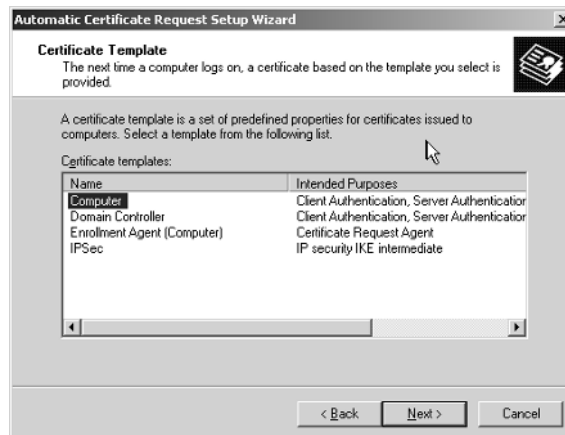 Automatic Certificate Request Setup Wizard
Certificate Template
The next time a computer logs on, a certificate based on the template you select is
provided.
A certificate template is a set of predefined properties for certificates issued to
computers. Select a template from the following list.
Certificate templates:
Name Intended Purposes
Computer Client Authentication, Server Authentication
Domain Controller Client Authentication, Server Authentication
Enrollment Agent (Computer) Certificate Request Agent
IPSec IP security IKE intermediate
< Back Next > Cancel